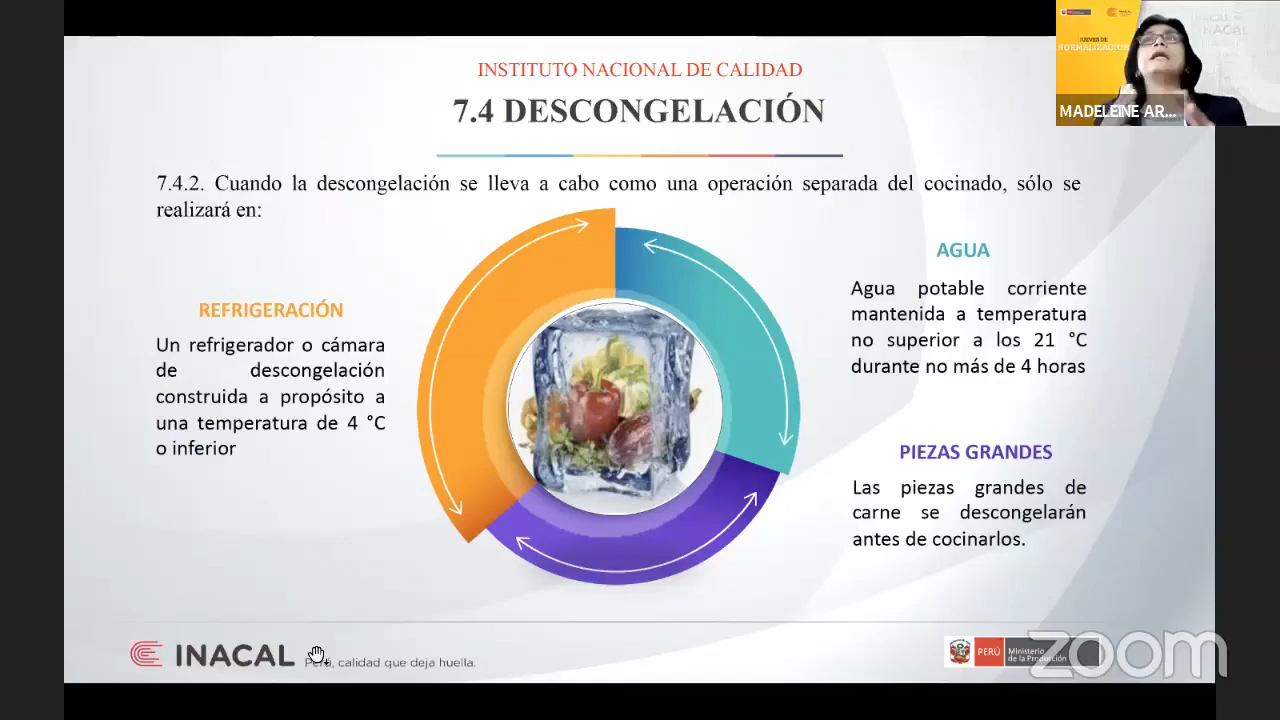 INSTITUTO NACIONAL DE CALIDAD
7.4 DESCONGELACIÓN
7.4.2. Cuando la descongelación se lleva a cabo como una operación separada del cocinado, sólo se
realizará en:
REFRIGERACIÓN
Un refrigerador o cámara
de descongelación
construida a propósito a
una temperatura de 4 °C
o inferior
AGUA
Agua potable corriente
mantenida a temperatura
no superior a los 21 °C
durante no más de 4 horas
PIEZAS GRANDES
Las piezas grandes de
carne se descongelarán
antes de cocinarlos.
INACAL
calidad que deja huella.
PERÚ
Ministerio
de la Producción
zoom
JUEVES DE
NORMALIZACIÓN
INACAL
MADELEINE AR...